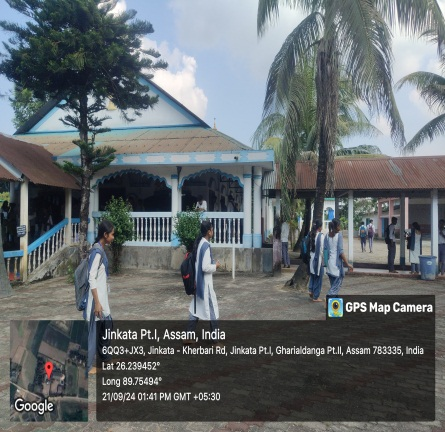 GPS Map Camera
Jinkata Pt.I, Assam, India
6QQ3+JX3, Jinkata - Kherbari Rd, Jinkata Pt.I, Gharialdanga Pt.II, Assam 783335, India
Lat 26.239452°
Long 89.75494°
21/09/24 01:41 PM GMT +05:30
Google